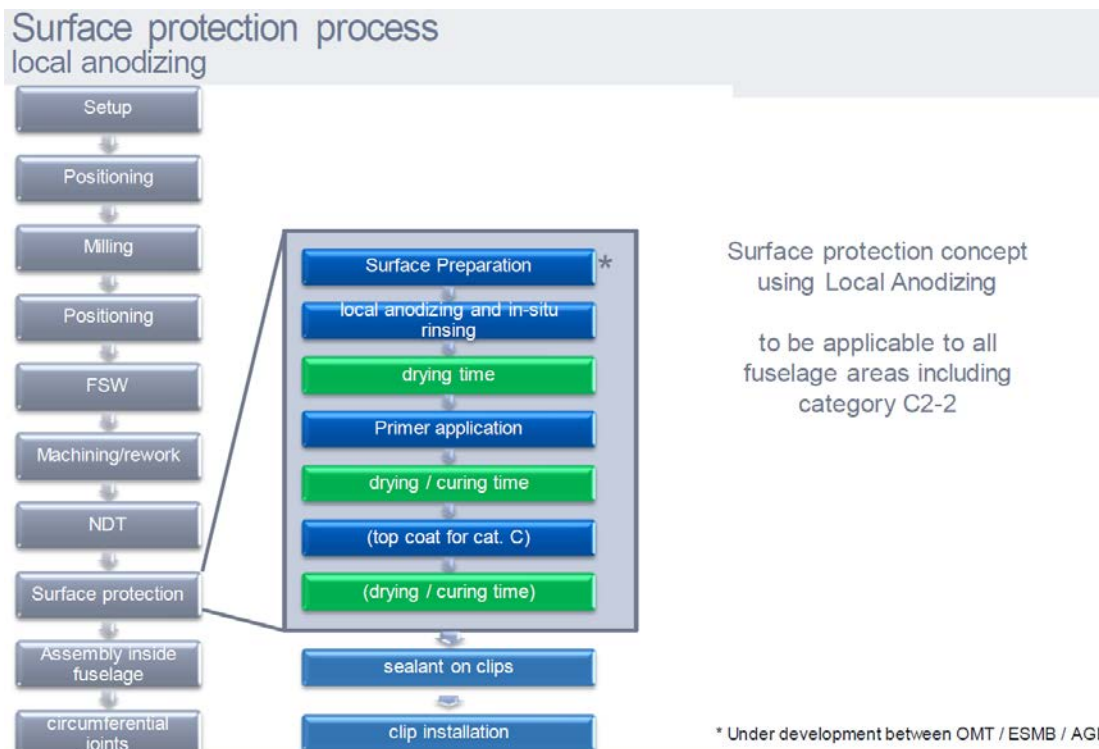 Surface protection process
local anodizing
Setup
Positioning
Milling
Positioning
FSW
Machining/rework
NDT
Surface protection
Assembly inside
fuselage
circumferential
joints
Surface Preparation *
local anodizing and in-situ
rinsing
drying time
Primer application
drying / curing time
(top coat for cat. C)
(drying / curing time)
sealant on clips
clip installation
Surface protection concept
using Local Anodizing
to be applicable to all
fuselage areas including
category C2-2
* Under development between OMT / ESMB /